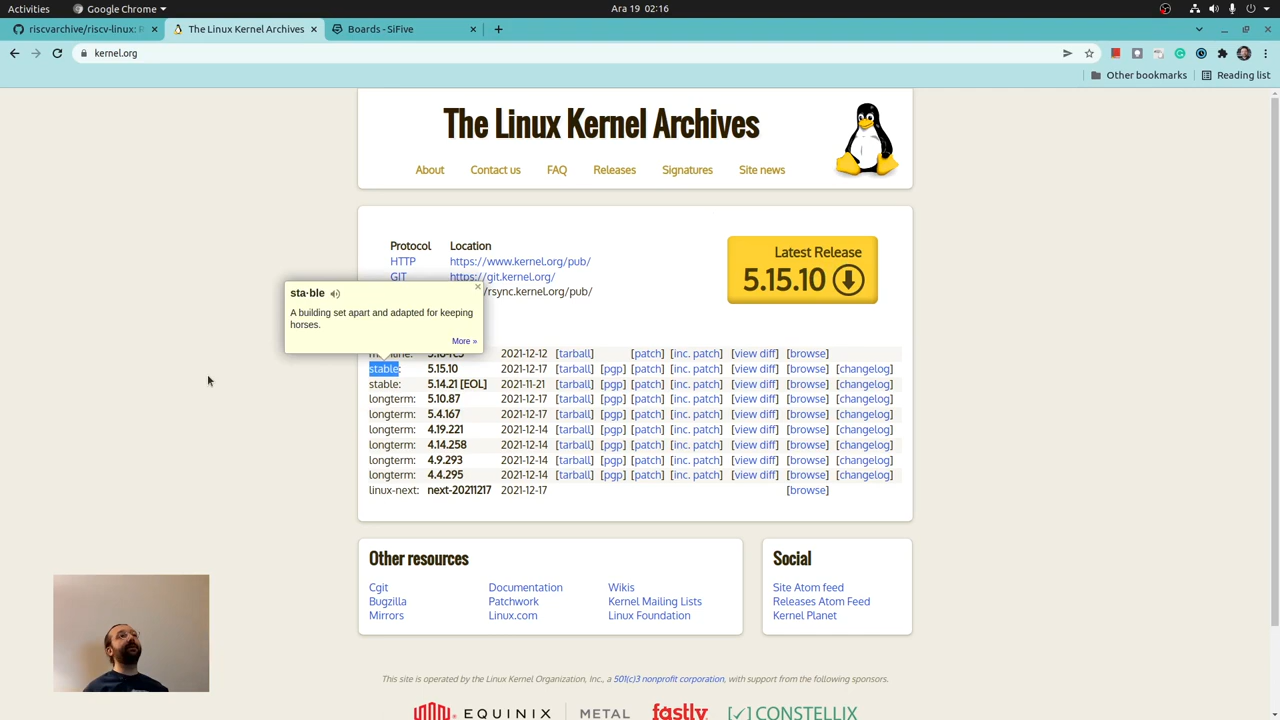 Activities
Google Chrome
Ara 19 02:16
riscvarchive/riscv-linux: R
The Linux Kernel Archives
Boards - SiFive
kernel.org
Other bookmarks
Reading list
The Linux Kernel Archives
About Contact us FAQ Releases Signatures Site news
Protocol Location
HTTP https://www.kernel.org/pub/
GIT https://git.kernel.org/
/rsync.kernel.org/pub/
Latest Release
5.15.10
sta·ble
A building set apart and adapted for keeping
horses.
More »
2021-12-12 [tarball] [patch] [inc. patch] [view diff] [browse]
stable: 5.15.10 2021-12-17 [tarball] [pgp] [patch] [inc. patch] [view diff] [browse] [changelog]
stable: 5.14.21 [EOL] 2021-11-21 [tarball] [pgp] [patch] [inc. patch] [view diff] [browse] [changelog]
longterm: 5.10.87 2021-12-17 [tarball] [pgp] [patch] [inc. patch] [view diff] [browse] [changelog]
longterm: 5.4.167 2021-12-17 [tarball] [pgp] [patch] [inc. patch] [view diff] [browse] [changelog]
longterm: 4.19.221 2021-12-14 [tarball] [pgp] [patch] [inc. patch] [view diff] [browse] [changelog]
longterm: 4.14.258 2021-12-14 [tarball] [pgp] [patch] [inc. patch] [view diff] [browse] [changelog]
longterm: 4.9.293 2021-12-14 [tarball] [pgp] [patch] [inc. patch] [view diff] [browse] [changelog]
longterm: 4.4.295 2021-12-14 [tarball] [pgp] [patch] [inc. patch] [view diff] [browse] [changelog]
linux-next: next-20211217 2021-12-17 [browse]
Other resources
Cgit Documentation Wikis
Bugzilla Patchwork Kernel Mailing Lists
Mirrors Linux.com Linux Foundation
Social
Site Atom feed
Releases Atom Feed
Kernel Planet
This site is operated by the Linux Kernel Organization, Inc., a 501(c)3 nonprofit corporation, with support from the following sponsors.
EQUINIX METAL fastly CONSTELLIX